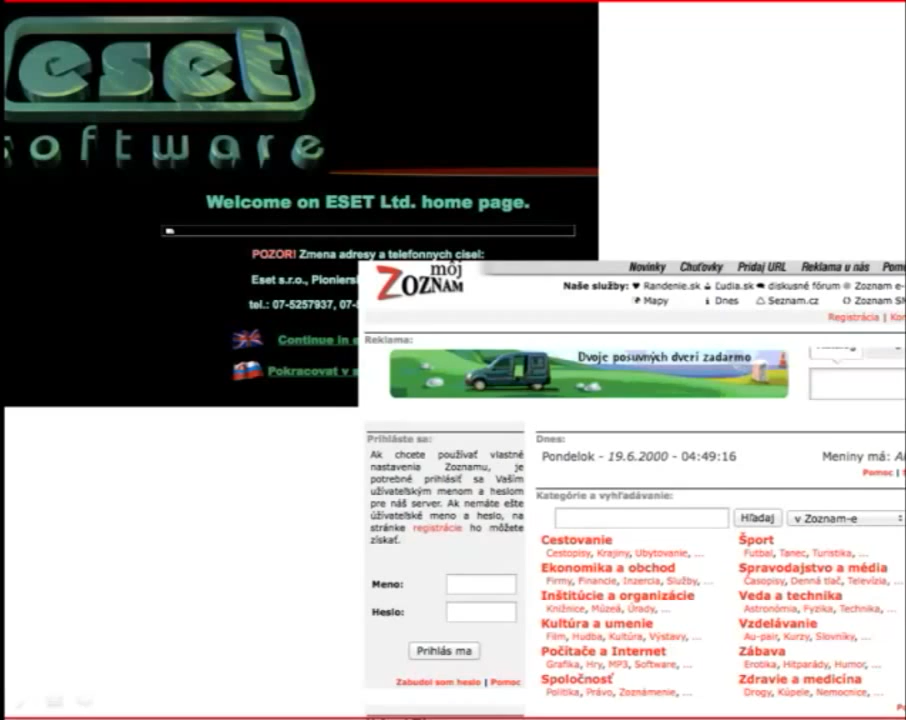 eset
software
Welcome on ESET Ltd. home page.
POZOR! Zmena adresy a telefonnych cisel:
Eset s.r.o.,
tel.: 07-5257937,
Continue in
Pokracovat v
môj
ZOZNAM
Novinky Chuťovky Pridaj URL Reklama u nás
Naše služby: Randenie.sk Ľudia.sk diskusné fórum Zoznam
Mapy Dnes Seznam.cz Zoznam
Registrácia |
Reklama:
Dvoje posuvných dverí zadarmo
Prihláste sa:
Ak chcete používať vlastné
nastavenia Zoznamu, je
potrebné prihlásiť sa Vaším
užívateľským menom a heslom
pre náš server. Ak nemáte ešte
úžívateľské meno a heslo, na
stránke registrácie ho môžete
získať.
Meno:
Heslo:
Prihlás ma
Zabudol som heslo | Pomoc
Dnes:
Pondelok - 19.6.2000 - 04:49:16 Meniny má:
Pomoc |
Kategórie a vyhľadávanie:
Hľadaj v Zoznam-e
Cestovanie
Cestopisy, Krajiny, Ubytovanie, ...
Ekonomika a obchod
Firmy, Financie, Inzercia, Služby, ...
Inštitúcie a organizácie
Knižnice, Múzeá, Úrady, ...
Kultúra a umenie
Film, Hudba, Kultúra, Výstavy, ...
Počítače a Internet
Grafika, Hry, MP3, Software, ...
Spoločnosť
Politika, Právo, Zoznámenie, ...
Šport
Futbal, Tanec, Turistika, ...
Spravodajstvo a média
Časopisy, Denná tlač, Televízia, ...
Veda a technika
Astronómia, Fyzika, Technika, ...
Vzdelávanie
Au-pair, Kurzy, Slovníky, ...
Zábava
Erotika, Hitparády, Humor, ...
Zdravie a medicína
Drogy, Kúpele, Nemocnice, ...